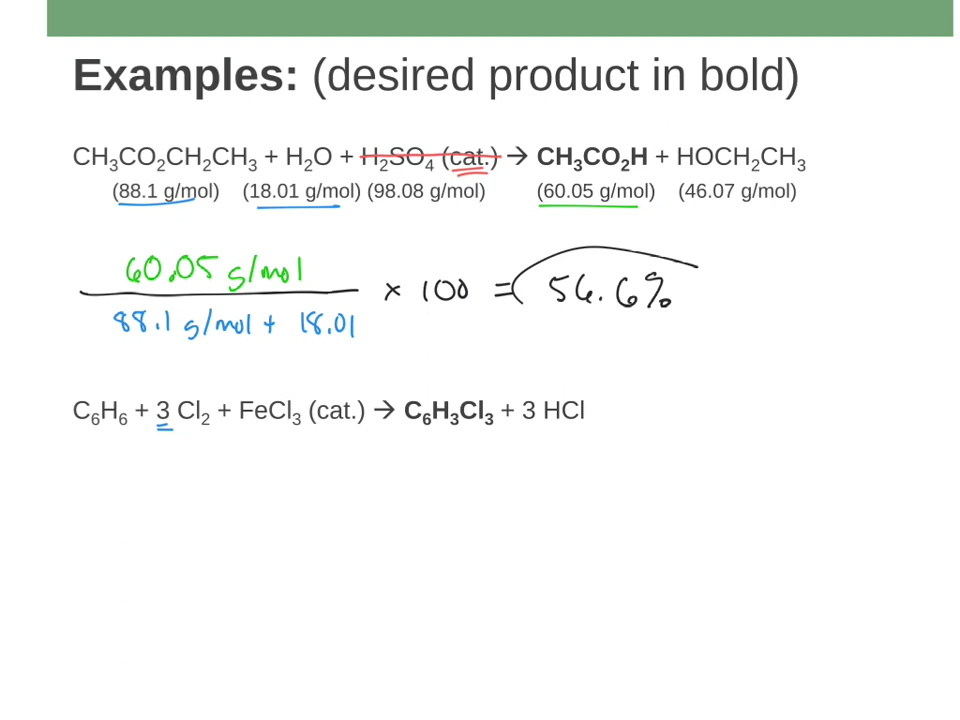 Examples: (desired product in bold)
CH₃CO₂CH₂CH₃ + H₂O + H₂SO₄ (cat.) → CH₃CO₂H + HOCH₂CH₃
(88.1 g/mol) (18.01 g/mol) (98.08 g/mol) (60.05 g/mol) (46.07 g/mol)
60.05 g/mol
88.1 g/mol + 18.01
× 100 = 56.6%
C₆H₆ + 3 Cl₂ + FeCl₃ (cat.) → C₆H₃Cl₃ + 3 HCl